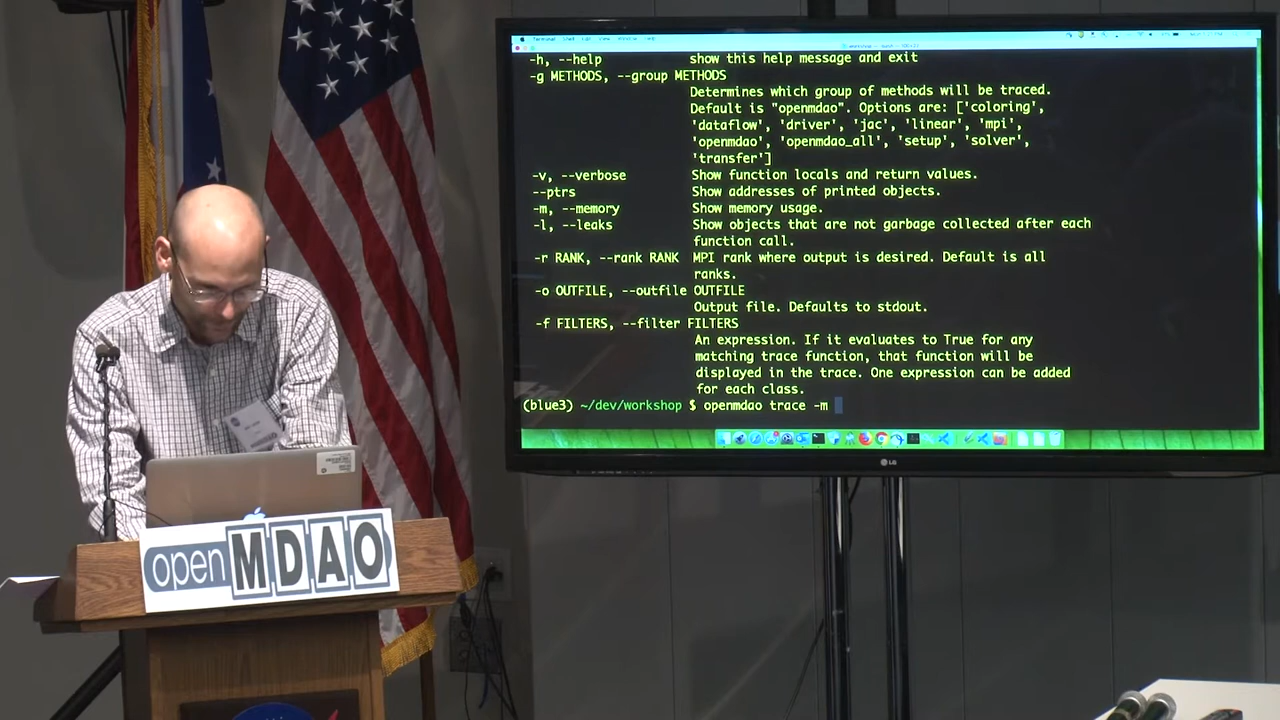 -h, --help show this help message and exit
-g METHODS, --group METHODS
Determines which group of methods will be traced.
Default is "openmdao". Options are: ['coloring',
'dataflow', 'driver', 'jac', 'linear', 'mpi',
'openmdao', 'openmdao_all', 'setup', 'solver',
'transfer']
-v, --verbose Show function locals and return values.
--ptrs Show addresses of printed objects.
-m, --memory Show memory usage.
-l, --leaks Show objects that are not garbage collected after each
function call.
-r RANK, --rank RANK MPI rank where output is desired. Default is all
ranks.
-o OUTFILE, --outfile OUTFILE
Output file. Defaults to stdout.
-f FILTERS, --filter FILTERS
An expression. If it evaluates to True for any
matching trace function, that function will be
displayed in the trace. One expression can be added
for each class.
(blue3) ~/dev/workshop $ openmdao trace -m
LG
openMDAO